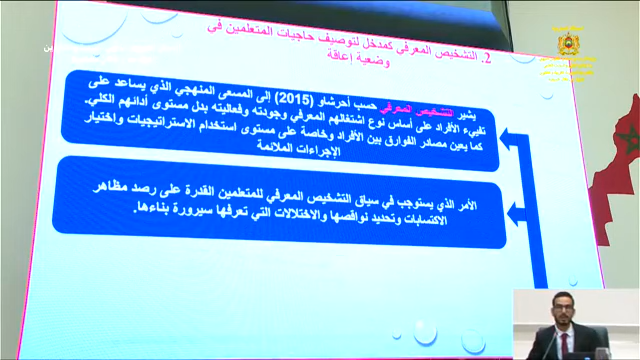 2. التشخيص المعرفي كمدخل لتوصيف حاجيات المتعلمين في
وضعية إعاقة
يشير التشخيص المعرفي حسب أحرشاو (2015) إلى المسعى المنهجي الذي يساعد على
تفييء الأفراد على أساس نوع اشتغالهم المعرفي وجودته وفعاليته بدل مستوى أدائهم الكلي.
كما يعين مصادر الفوارق بين الأفراد وخاصة على مستوى استخدام الاستراتيجيات واختيار
الإجراءات الملائمة
الأمر الذي يستوجب في سياق التشخيص المعرفي للمتعلمين القدرة على رصد مظاهر
الاكتسابات وتحديد نواقصها والاختلالات التي تعرفها سيرورة بناءها.